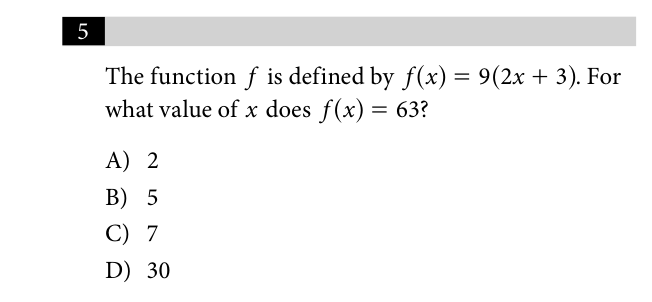 5
The function f is defined by f(x) = 9(2x + 3). For
what value of x does f(x) = 63?
A) 2
B) 5
C) 7
D) 30